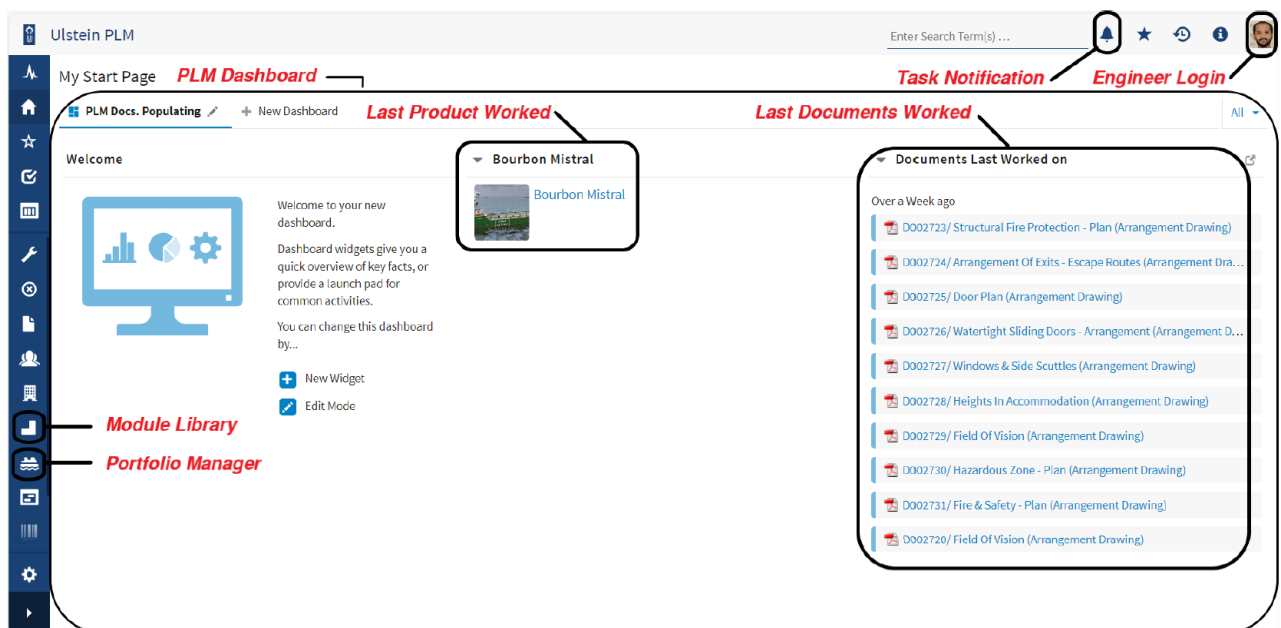 Ulstein PLM
Enter Search Term(s) ...
My Start Page
PLM Dashboard
Task Notification
Engineer Login
PLM Docs. Populating
New Dashboard
Last Product Worked
Last Documents Worked
All
Welcome
Bourbon Mistral
Documents Last Worked on
Welcome to your new
dashboard.
Dashboard widgets give you a
quick overview of key facts, or
provide a launch pad for
common activities.
You can change this dashboard
by...
New Widget
Edit Mode
Bourbon Mistral
Over a Week ago
D002723/ Structural Fire Protection - Plan (Arrangement Drawing)
D002724/ Arrangement Of Exits - Escape Routes (Arrangement Dra...
D002725/ Door Plan (Arrangement Drawing)
D002726/ Watertight Sliding Doors - Arrangement (Arrangement D...
D002727/ Windows & Side Scuttles (Arrangement Drawing)
D002728/ Heights In Accommodation (Arrangement Drawing)
D002729/ Field Of Vision (Arrangement Drawing)
D002730/ Hazardous Zone - Plan (Arrangement Drawing)
D002731/ Fire & Safety - Plan (Arrangement Drawing)
D002720/ Field Of Vision (Arrangement Drawing)
Module Library
Portfolio Manager